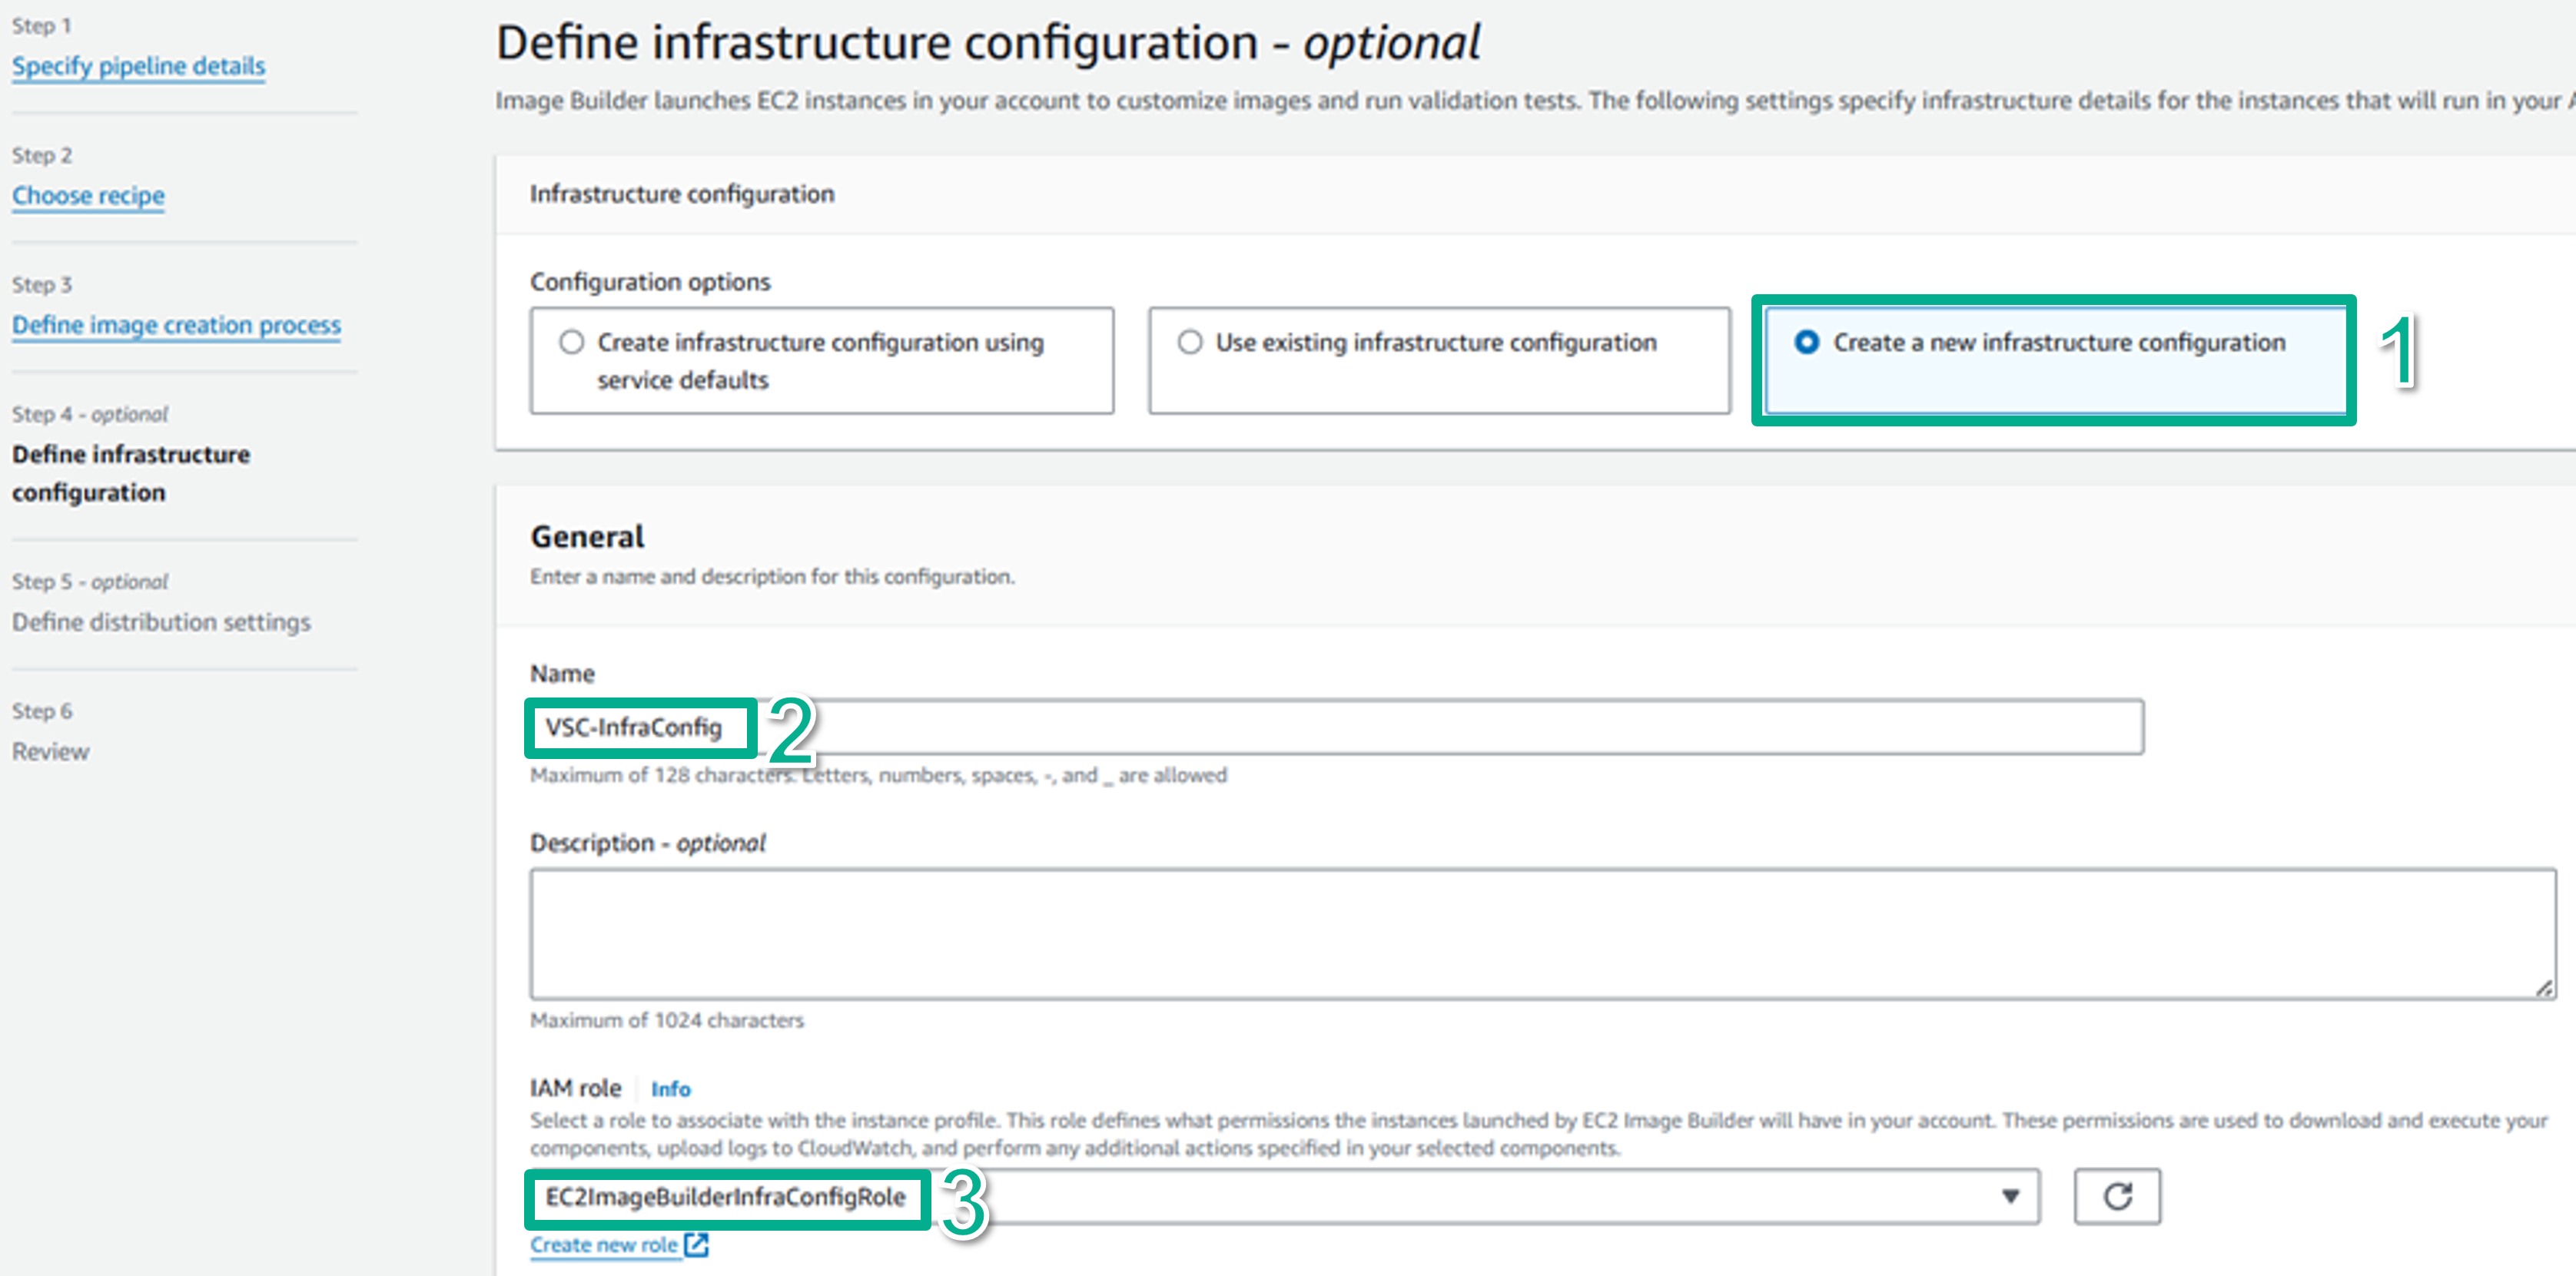 Step 1
Specify pipeline details
Step 2
Choose recipe
Step 3
Define image creation process
Step 4 - optional
Define infrastructure
configuration
Step 5 - optional
Define distribution settings
Step 6
Review
Define infrastructure configuration - optional
Image Builder launches EC2 instances in your account to customize images and run validation tests. The following settings specify infrastructure details for the instances that will run in your A
Infrastructure configuration
Configuration options
Create infrastructure configuration using
service defaults
Use existing infrastructure configuration
Create a new infrastructure configuration
1
General
Enter a name and description for this configuration.
Name
VSC-InfraConfig
2
Maximum of 128 characters. Letters, numbers, spaces, -, and _ are allowed
Description - optional
Maximum of 1024 characters
IAM role Info
Select a role to associate with the instance profile. This role defines what permissions the instances launched by EC2 Image Builder will have in your account. These permissions are used to download and execute your
components, upload logs to CloudWatch, and perform any additional actions specified in your selected components.
EC2ImageBuilderInfraConfigRole
3
Create new role